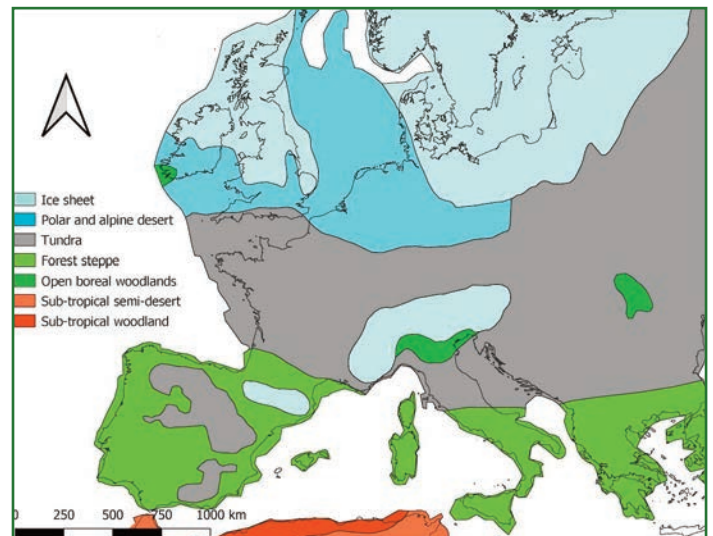 Ice sheet
Polar and alpine desert
Tundra
Forest steppe
Open boreal woodlands
Sub-tropical semi-desert
Sub-tropical woodland
0 250 500 750 1000 km